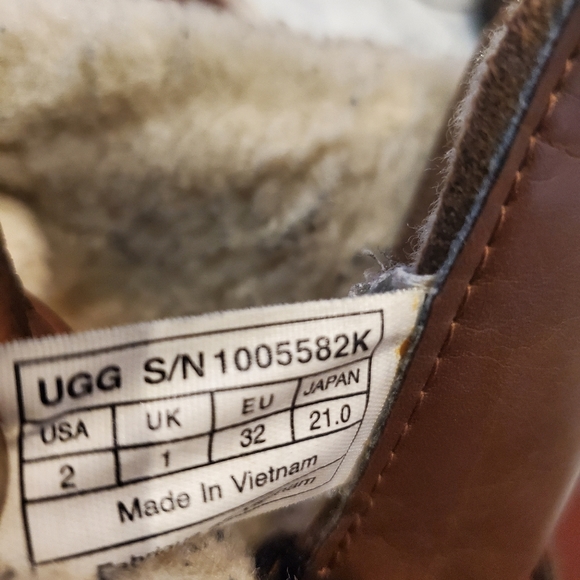 UGG S/N 1005582K
USA UK EU JAPAN
2 1 32 21.0
Made In Vietnam